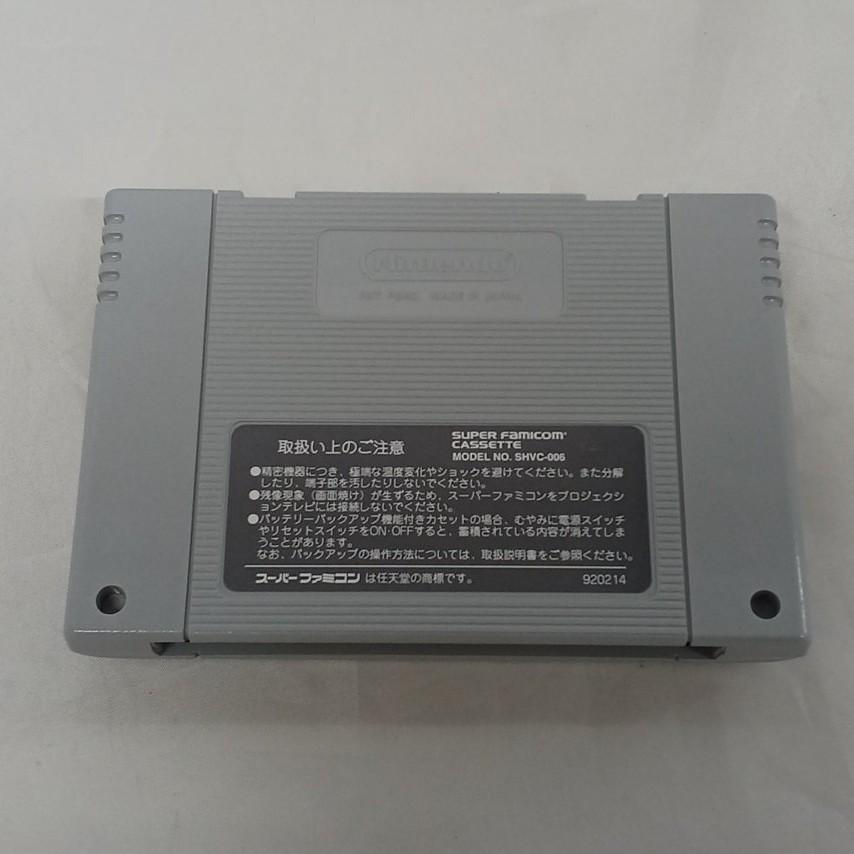 Nintendo
MADE IN JAPAN
取扱い上のご注意
SUPER FAMICOM
CASSETTE
MODEL NO. SHVC-006
●精密機器につき、極端な温度変化やショックを避けてください。また分解
したり、端子部を汚したりしないでください。
●残像現象（画面焼け）が生ずるため、スーパーファミコンをプロジェクシ
ョンテレビには接続しないでください。
●バッテリーバックアップ機能付きカセットの場合、むやみに電源スイッチ
やリセットスイッチをON・OFFすると、蓄積されている内容が消えてしま
うことがあります。
なお、バックアップの操作方法については、取扱説明書をご参照ください。
スーパーファミコン は任天堂の商標です。 920214